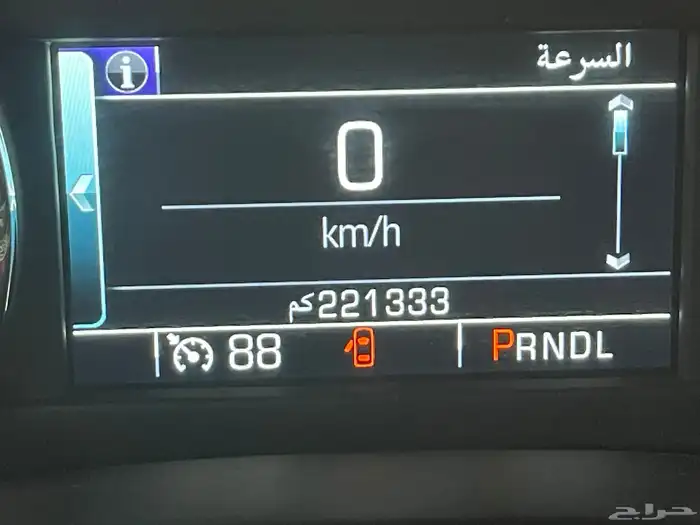 السرعة
0
km/h
221333كم
88 PRNDL
حراج